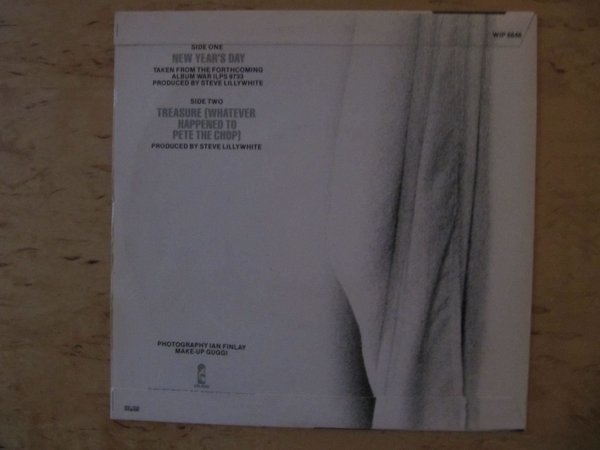 WIP 6848
SIDE ONE
NEW YEAR'S DAY
TAKEN FROM THE FORTHCOMING
ALBUM WAR ILPS 9733
PRODUCED BY STEVE LILLYWHITE
SIDE TWO
TREASURE (WHATEVER
HAPPENED TO
PETE THE CHOP)
PRODUCED BY STEVE LILLYWHITE
PHOTOGRAPHY IAN FINLAY
MAKE-UP GUGGI